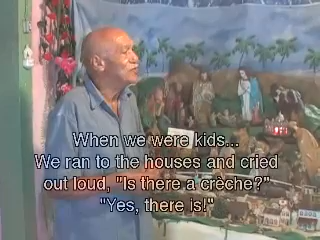 When we were kids...
We ran to the houses and cried
out loud, "Is there a crèche?"
"Yes, there is!"